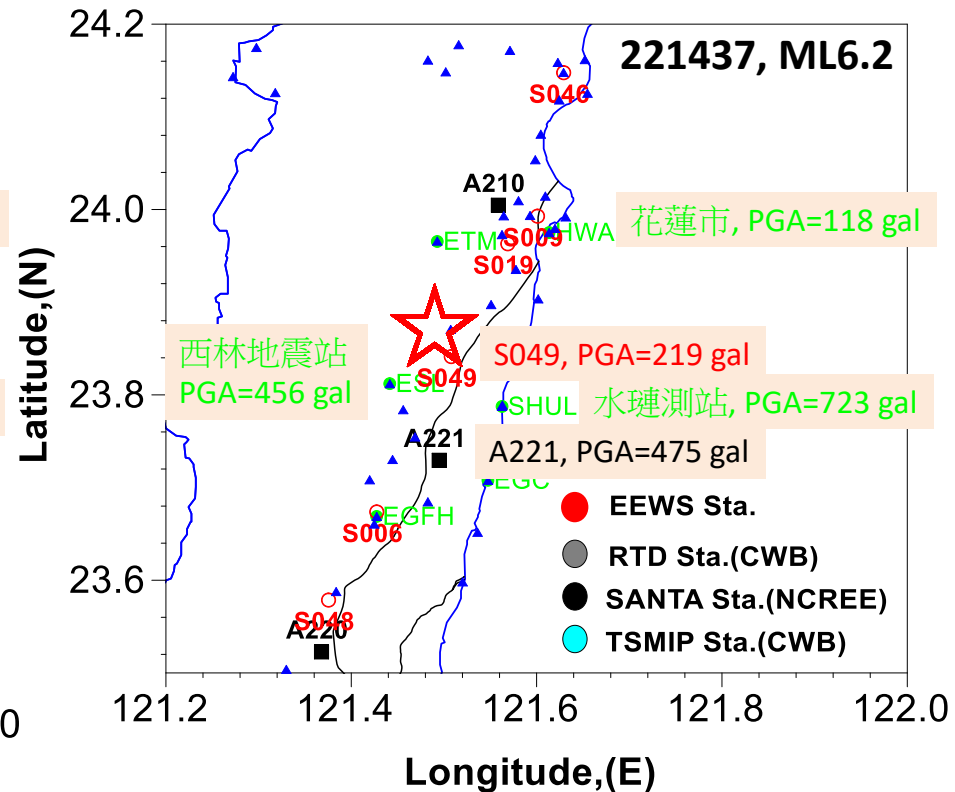 24.2
221437, ML6.2
S046
A210
24.0
花蓮市, PGA=118 gal
ETM
S009
HWA
S019
Latitude,(N)
西林地震站
PGA=456 gal
S049, PGA=219 gal
S049
23.8
SHUL
水璉測站, PGA=723 gal
A221
A221, PGA=475 gal
EGC
EGFH
S006
EEWS Sta.
RTD Sta.(CWB)
23.6
SANTA Sta.(NCREE)
S048
A220
TSMIP Sta.(CWB)
0
121.2
121.4
121.6
121.8
122.0
Longitude,(E)